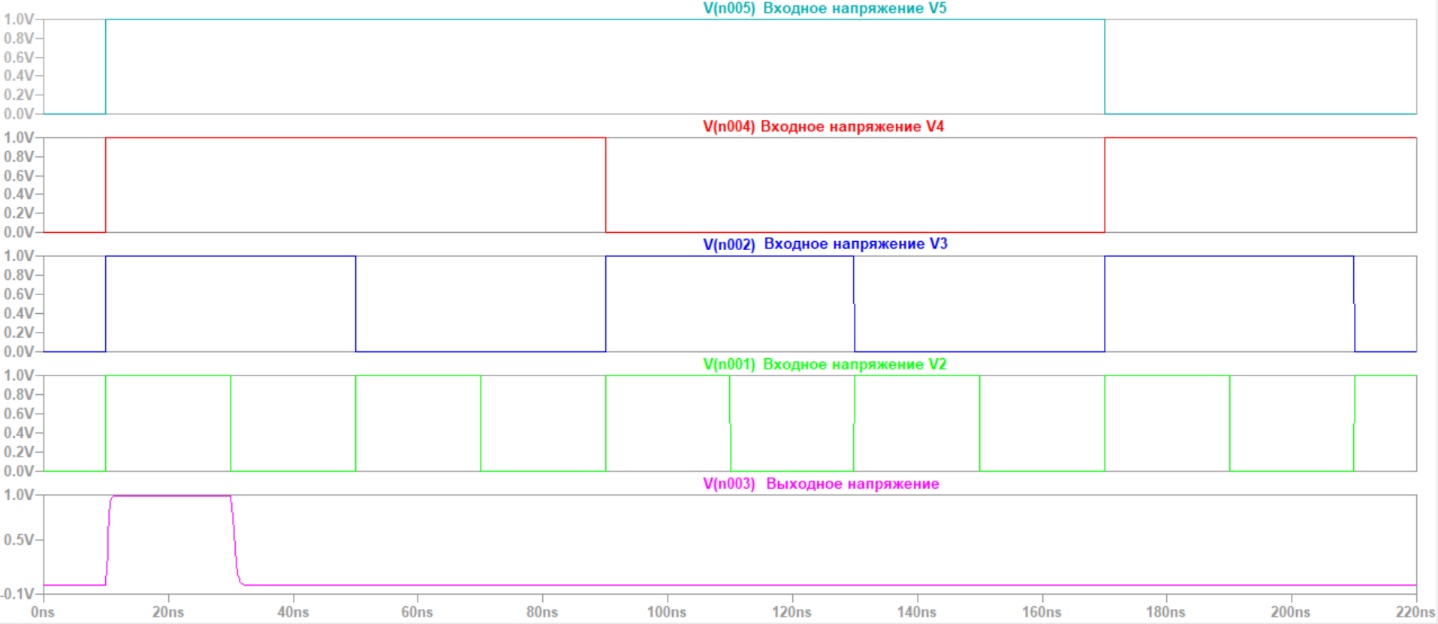 V(n005) Входное напряжение V5
1.0V
0.8V
0.6V
0.4V
0.2V
0.0V
V(n004) Входное напряжение V4
1.0V
0.8V
0.6V
0.4V
0.2V
0.0V
V(n002) Входное напряжение V3
1.0V
0.8V
0.6V
0.4V
0.2V
0.0V
V(n001) Входное напряжение V2
1.0V
0.8V
0.6V
0.4V
0.2V
0.0V
V(n003) Выходное напряжение
1.0V
0.5V
-0.1V
0ns 20ns 40ns 60ns 80ns 100ns 120ns 140ns 160ns 180ns 200ns 220ns